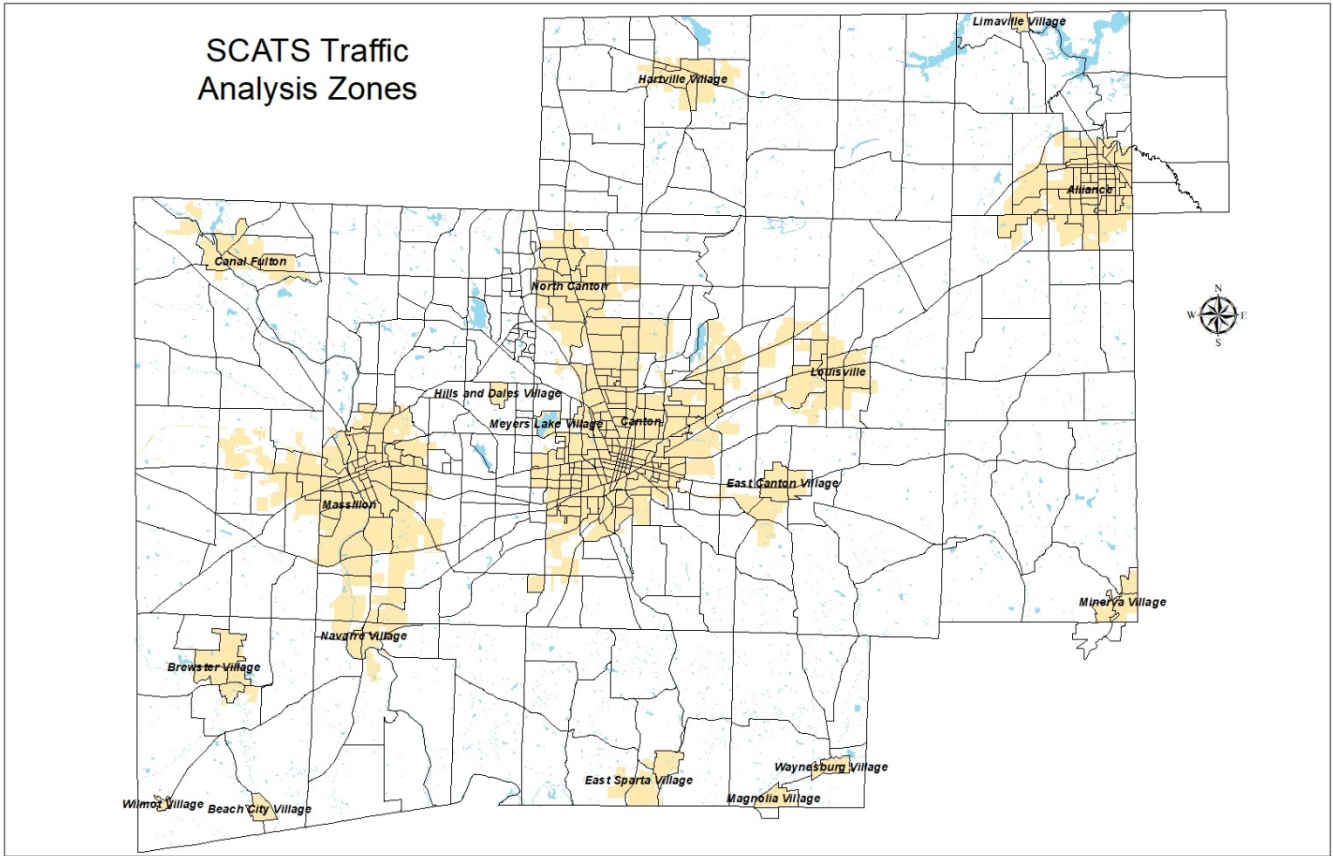 SCATS Traffic
Analysis Zones
Limaville Village
Hartville Village
Alliance
Canal Fulton
North Canton
N
W
E
S
Louisville
Hills and Dales Village
Meyers Lake Village
Canton
East Canton Village
Massillon
Minerva Village
Navarre Village
Brewster Village
Waynesburg Village
East Sparta Village
Magnolia Village
Wilmot Village
Beach City Village